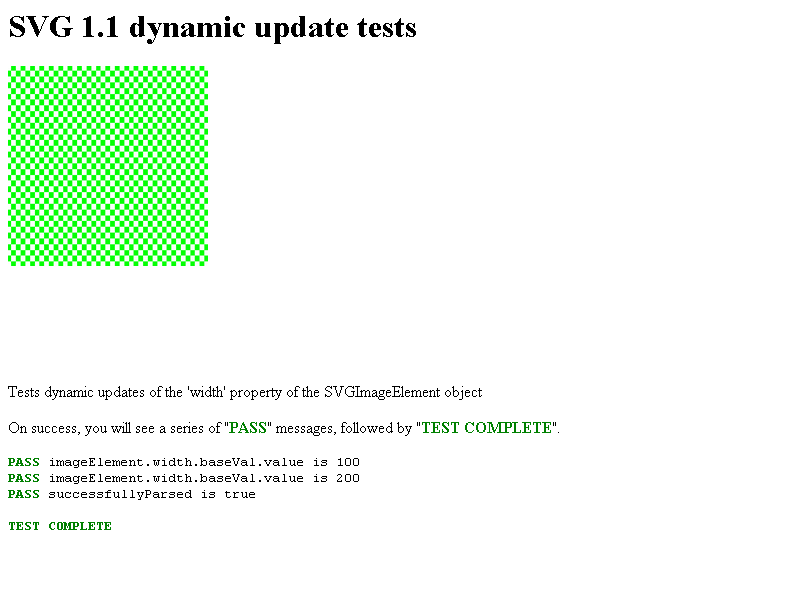 SVG 1.1 dynamic update tests
Tests dynamic updates of the 'width' property of the SVGImageElement object
On success, you will see a series of "PASS" messages, followed by "TEST COMPLETE".
PASS imageElement.width.baseVal.value is 100
PASS imageElement.width.baseVal.value is 200
PASS successfullyParsed is true
TEST COMPLETE